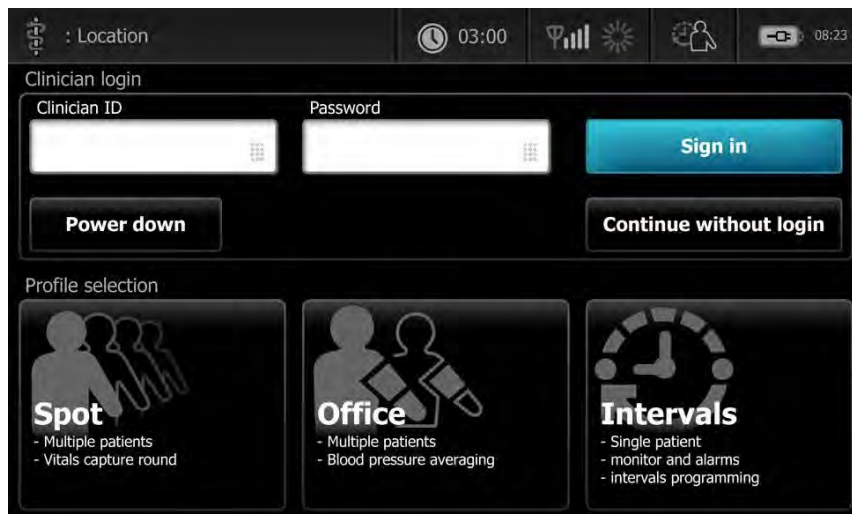 : Location
03:00
08:23
Clinician login
Clinician ID
Password
Sign in
Power down
Continue without login
Profile selection
Spot
- Multiple patients
- Vitals capture round
Office
- Multiple patients
- Blood pressure averaging
Intervals
- Single patient
- monitor and alarms
- intervals programming